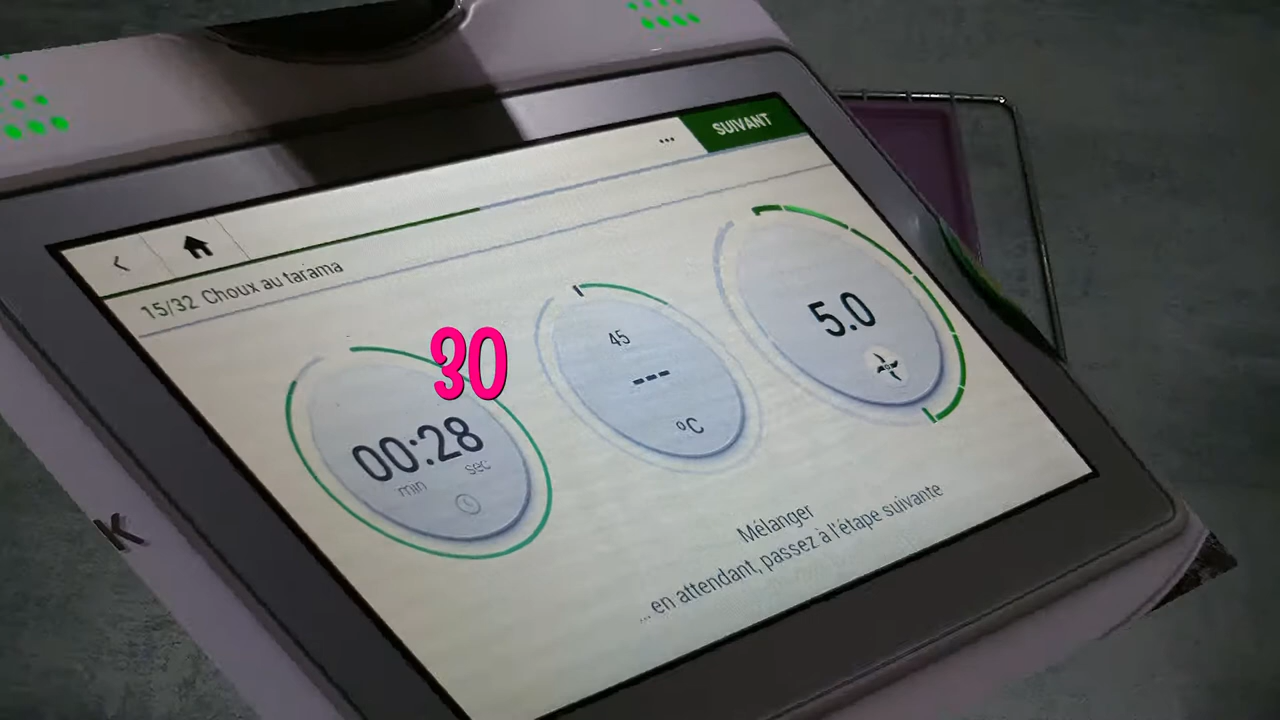 SUIVANT
...
15/32 Choux au tarama
30
00:28
min sec
45
---
°C
5.0
Mélanger
... en attendant, passez à l'étape suivante
K